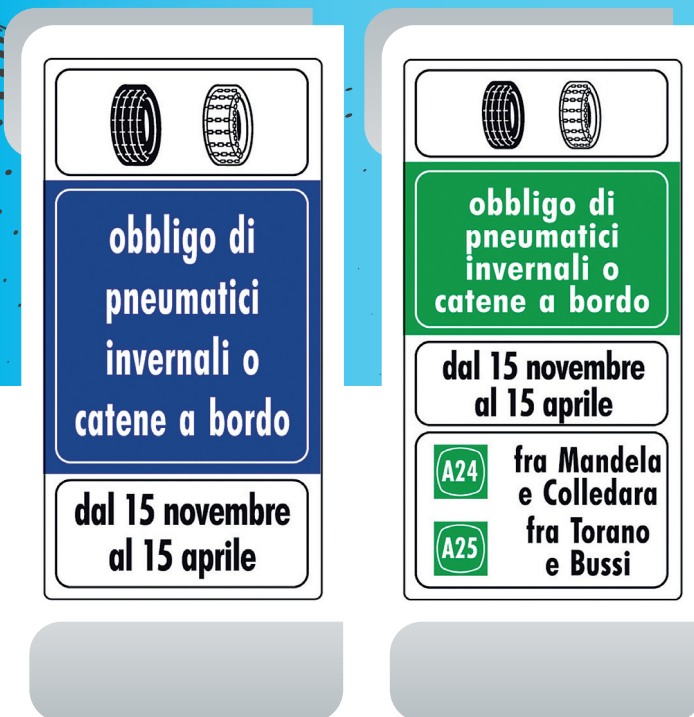 obbligo di
pneumatici
invernali o
catene a bordo
dal 15 novembre
al 15 aprile
obbligo di
pneumatici
invernali o
catene a bordo
dal 15 novembre
al 15 aprile
A24 fra Mandela
e Colledara
A25 fra Torano
e Bussi